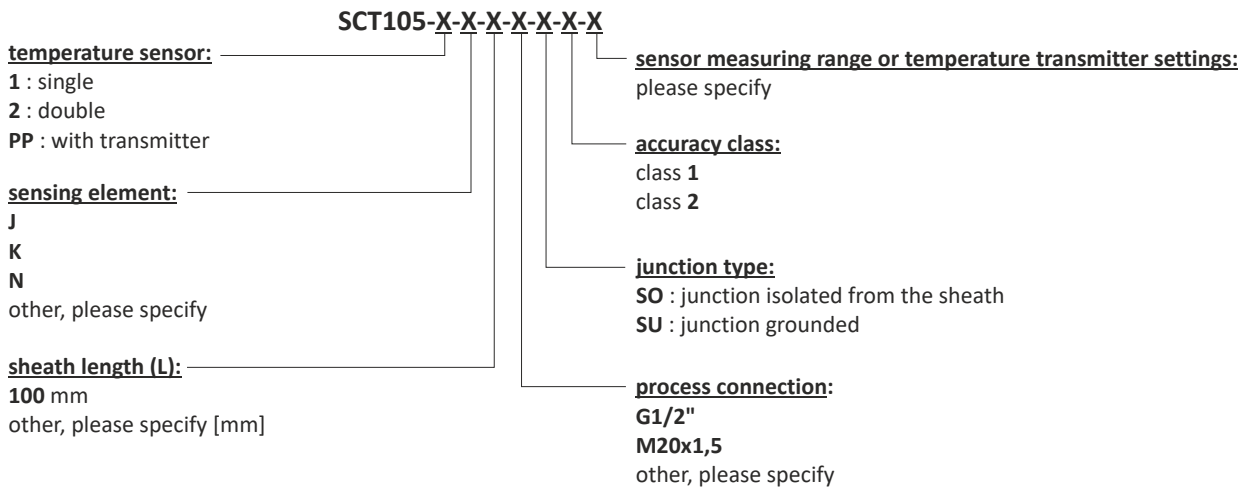 SCT105-X-X-X-X-X-X-X
temperature sensor:
1 : single
2 : double
PP : with transmitter
sensing element:
J
K
N
other, please specify
sheath length (L):
100 mm
other, please specify [mm]
sensor measuring range or temperature transmitter settings:
please specify
accuracy class:
class 1
class 2
junction type:
SO : junction isolated from the sheath
SU : junction grounded
process connection:
G1/2"
M20x1,5
other, please specify